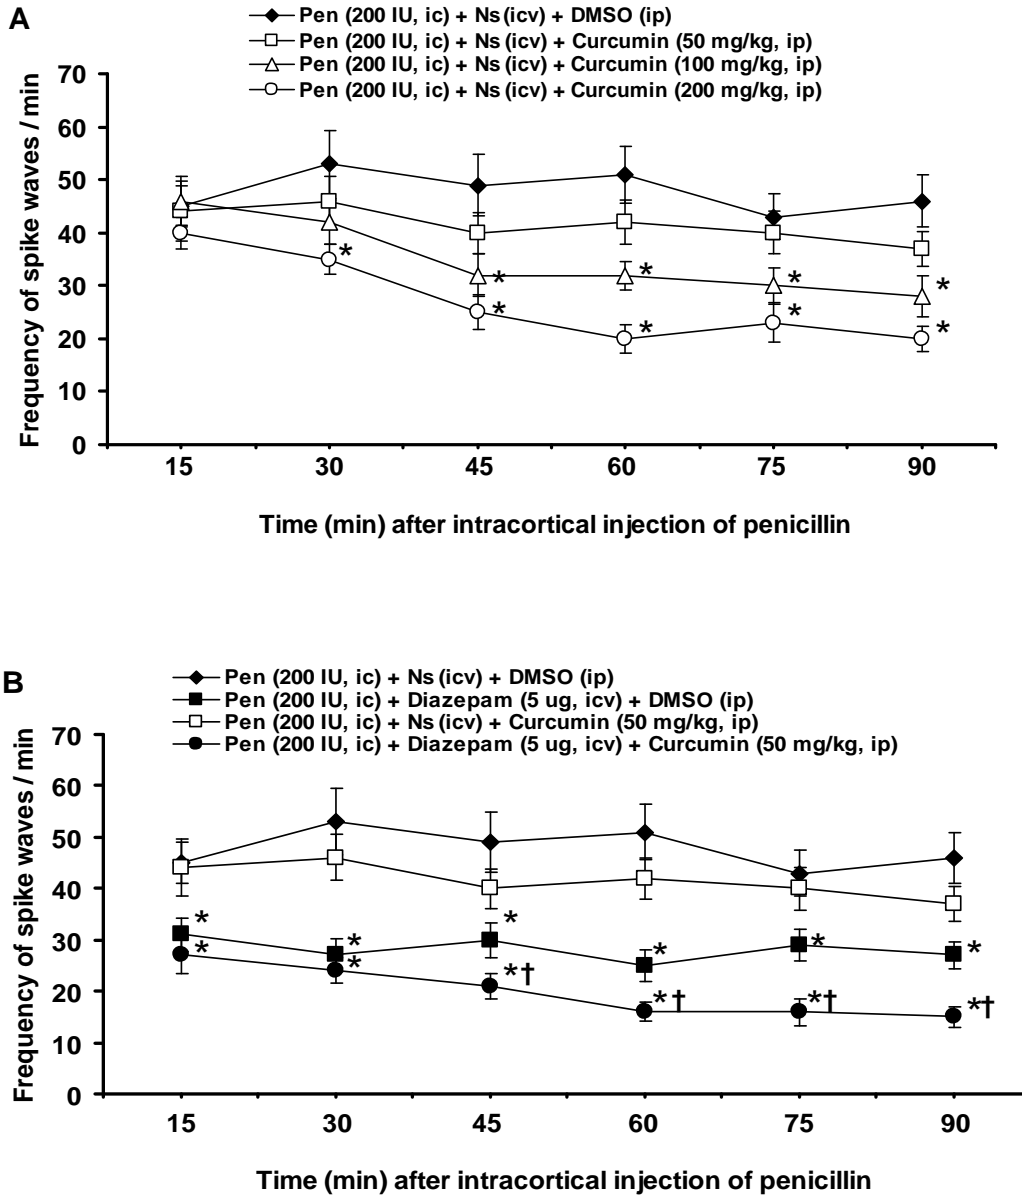 A
Pen (200 IU, ic) + Ns (icv) + DMSO (ip)
Pen (200 IU, ic) + Ns (icv) + Curcumin (50 mg/kg, ip)
Pen (200 IU, ic) + Ns (icv) + Curcumin (100 mg/kg, ip)
Pen (200 IU, ic) + Ns (icv) + Curcumin (200 mg/kg, ip)
Frequency of spike waves / min
70
60
50
40
30
20
10
0
* * * * *
* * * *
15 30 45 60 75 90
Time (min) after intracortical injection of penicillin
B
Pen (200 IU, ic) + Ns (icv) + DMSO (ip)
Pen (200 IU, ic) + Diazepam (5 ug, icv) + DMSO (ip)
Pen (200 IU, ic) + Ns (icv) + Curcumin (50 mg/kg, ip)
Pen (200 IU, ic) + Diazepam (5 ug, icv) + Curcumin (50 mg/kg, ip)
Frequency of spike waves / min
70
60
50
40
30
20
10
0
* * * * * *
* * *† *† *† *†
15 30 45 60 75 90
Time (min) after intracortical injection of penicillin